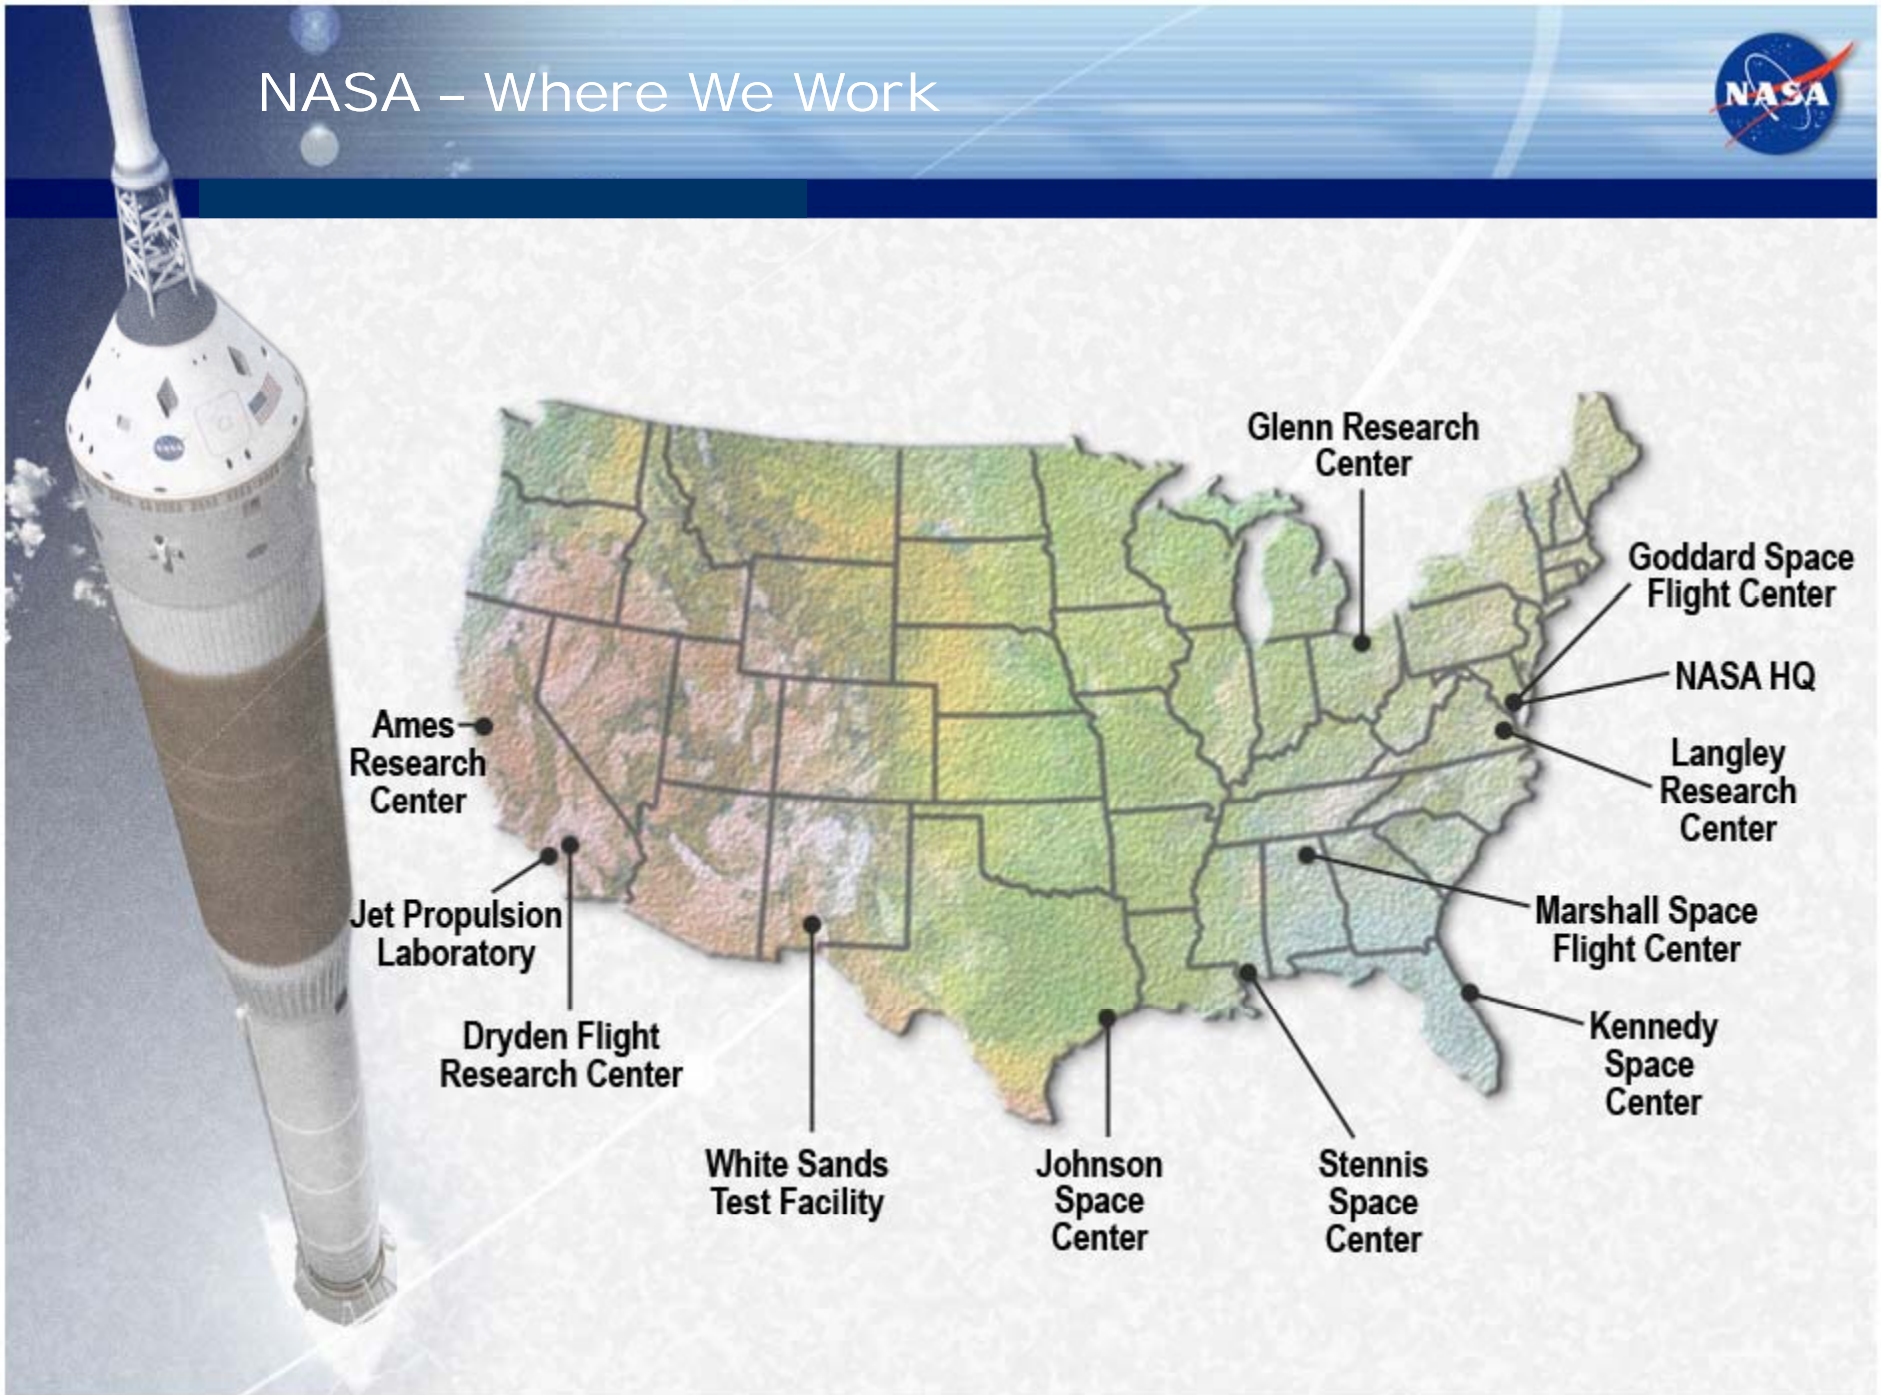 NASA – Where We Work
NASA
Glenn Research
Center
Goddard Space
Flight Center
NASA HQ
Ames
Research
Center
Langley
Research
Center
Jet Propulsion
Laboratory
Marshall Space
Flight Center
Dryden Flight
Research Center
Kennedy
Space
Center
White Sands
Test Facility
Johnson
Space
Center
Stennis
Space
Center
NASA